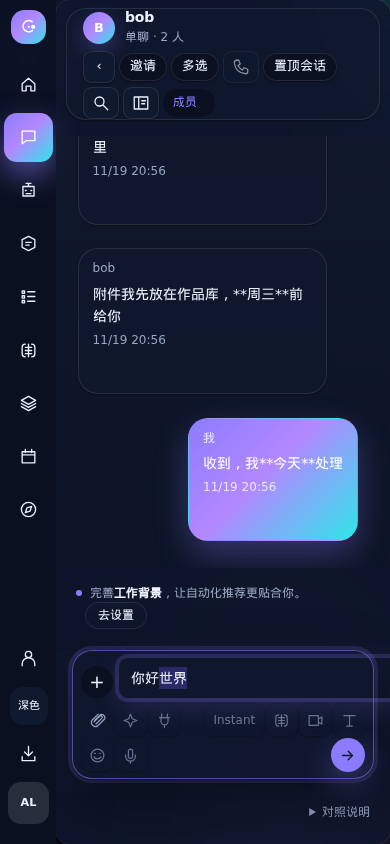 B
bob
单聊 · 2 人
‹
邀请
多选
置顶会话
成员
里
11/19 20:56
bob
附件我先放在作品库，**周三**前
给你
11/19 20:56
我
收到，我**今天**处理
11/19 20:56
完善工作背景，让自动化推荐更贴合你。
去设置
你好世界
Instant
深色
AL
▶ 对照说明